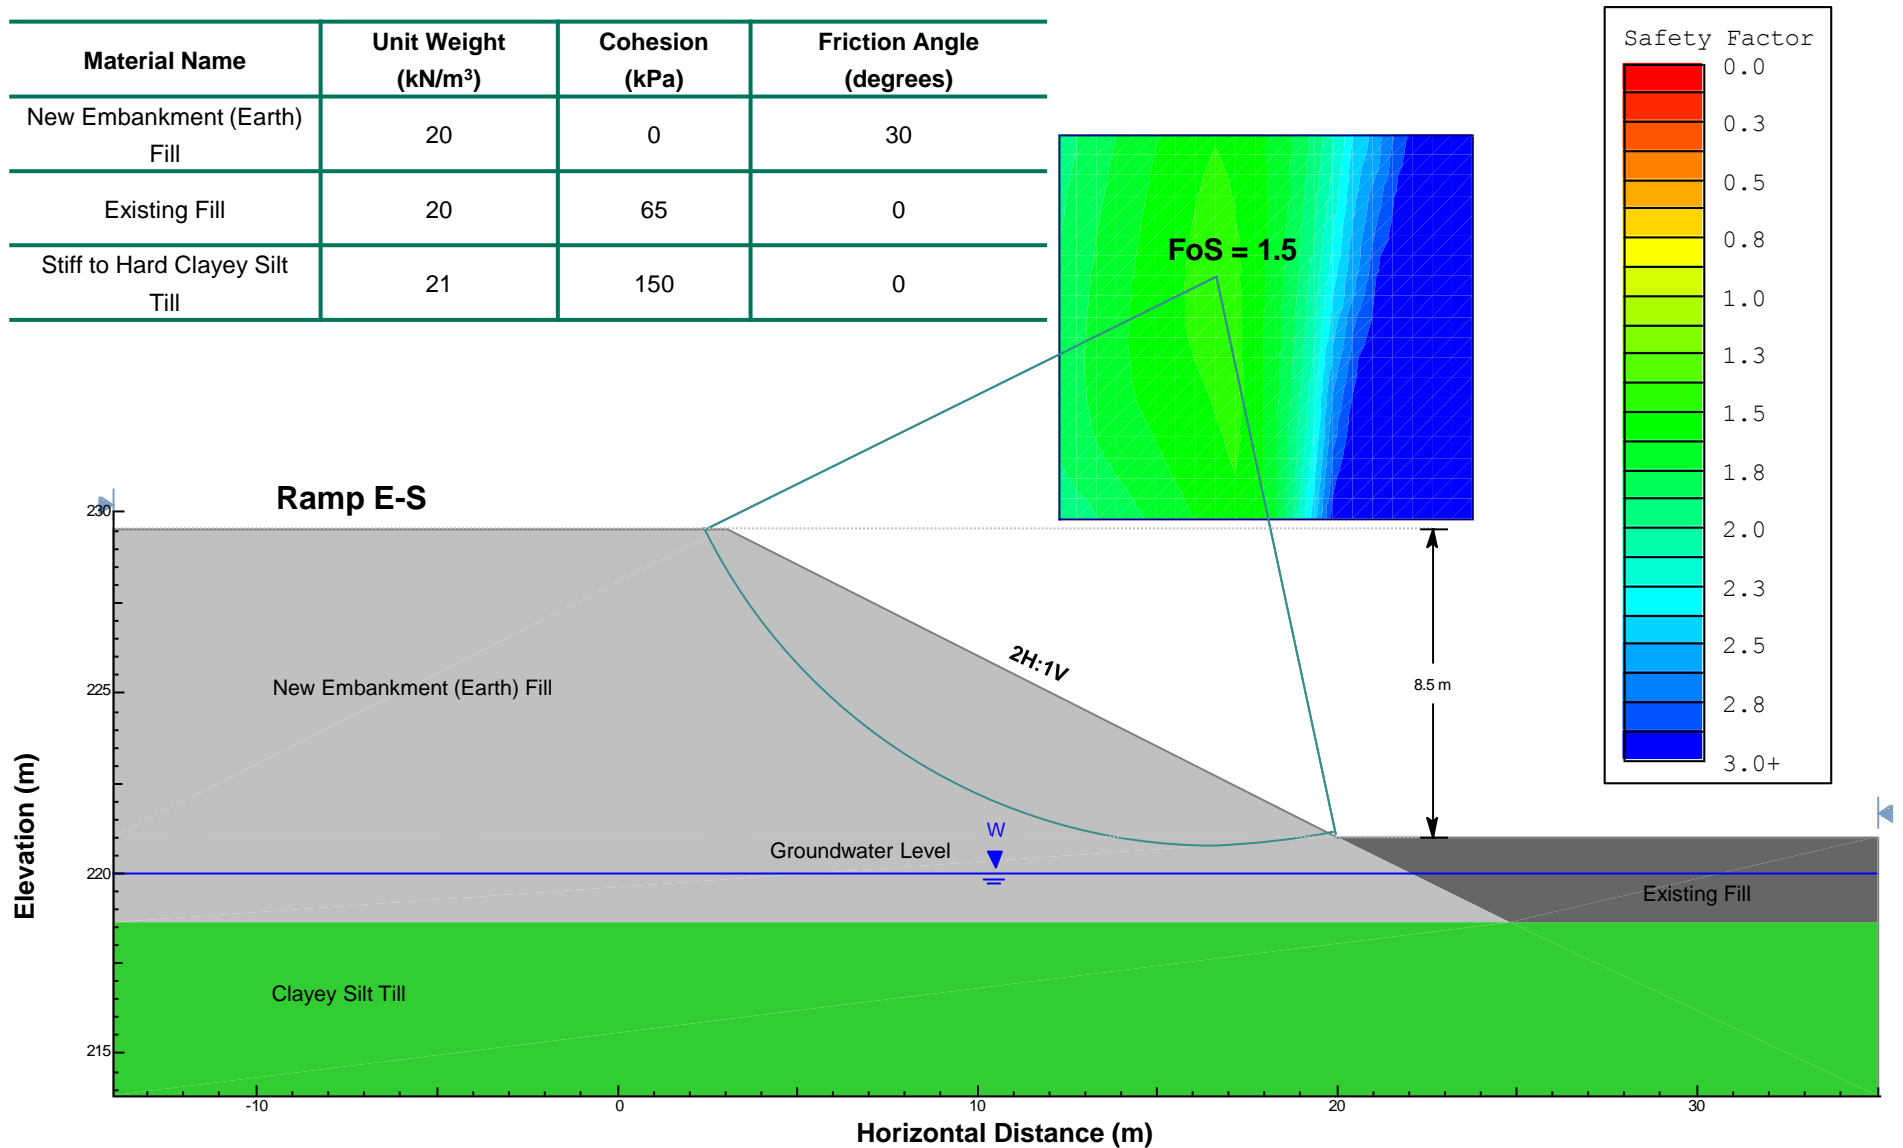 Material Name
Unit Weight
(kN/m³)
Cohesion
(kPa)
Friction Angle
(degrees)
New Embankment (Earth)
Fill
20
0
30
Existing Fill
20
65
0
Stiff to Hard Clayey Silt
Till
21
150
0
Safety Factor
0.0
0.3
0.5
0.8
1.0
1.3
1.5
1.8
2.0
2.3
2.5
2.8
3.0+
FoS = 1.5
Ramp E-S
2H:1V
8.5 m
New Embankment (Earth) Fill
W
Groundwater Level
Existing Fill
Clayey Silt Till
Elevation (m)
230
225
220
215
-10
0
10
20
30
Horizontal Distance (m)